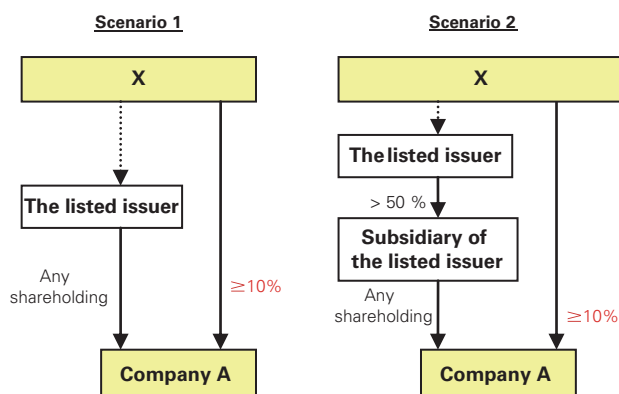 Scenario 1
X
The listed issuer
Any
shareholding
≥10%
Company A
Scenario 2
X
The listed issuer
> 50 %
Subsidiary of
the listed issuer
Any
shareholding
≥10%
Company A